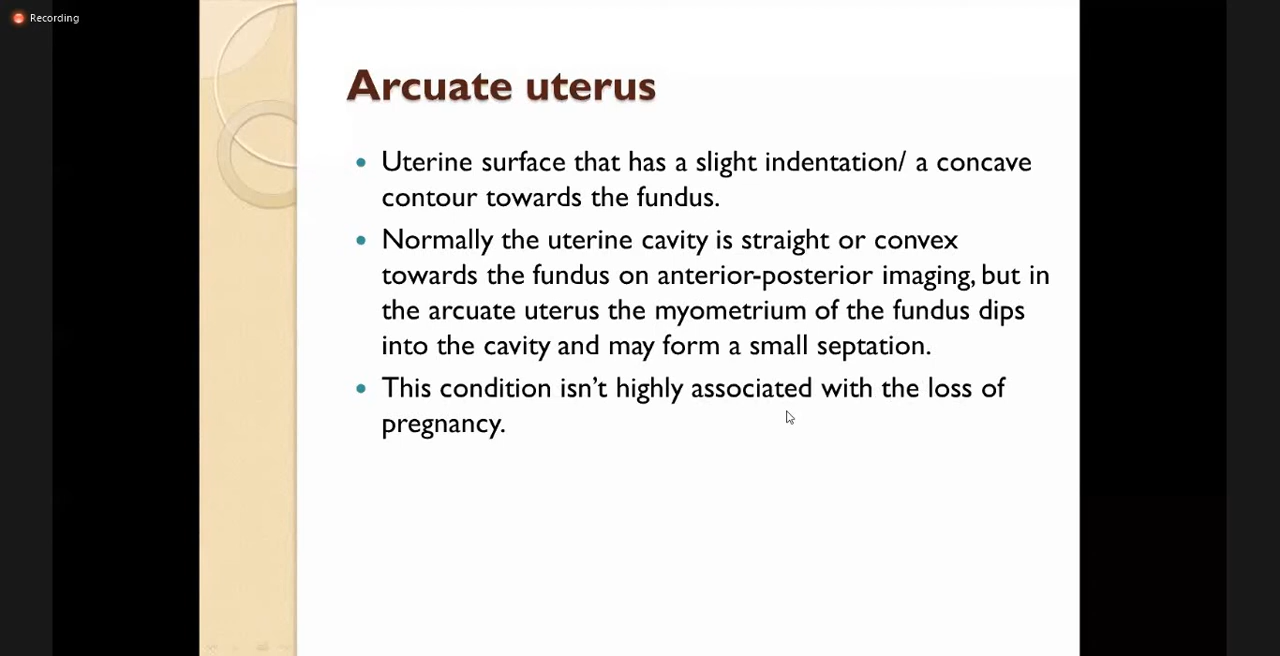 Recording
Arcuate uterus
• Uterine surface that has a slight indentation/ a concave
contour towards the fundus.
• Normally the uterine cavity is straight or convex
towards the fundus on anterior-posterior imaging, but in
the arcuate uterus the myometrium of the fundus dips
into the cavity and may form a small septation.
• This condition isn’t highly associated with the loss of
pregnancy.